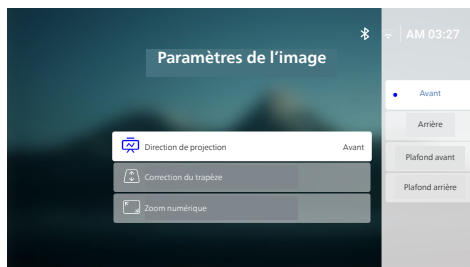 AM 03:27
Paramètres de l'image
Direction de projection Avant
Correction du trapèze
Zoom numérique
Avant
Arrière
Plafond avant
Plafond arrière